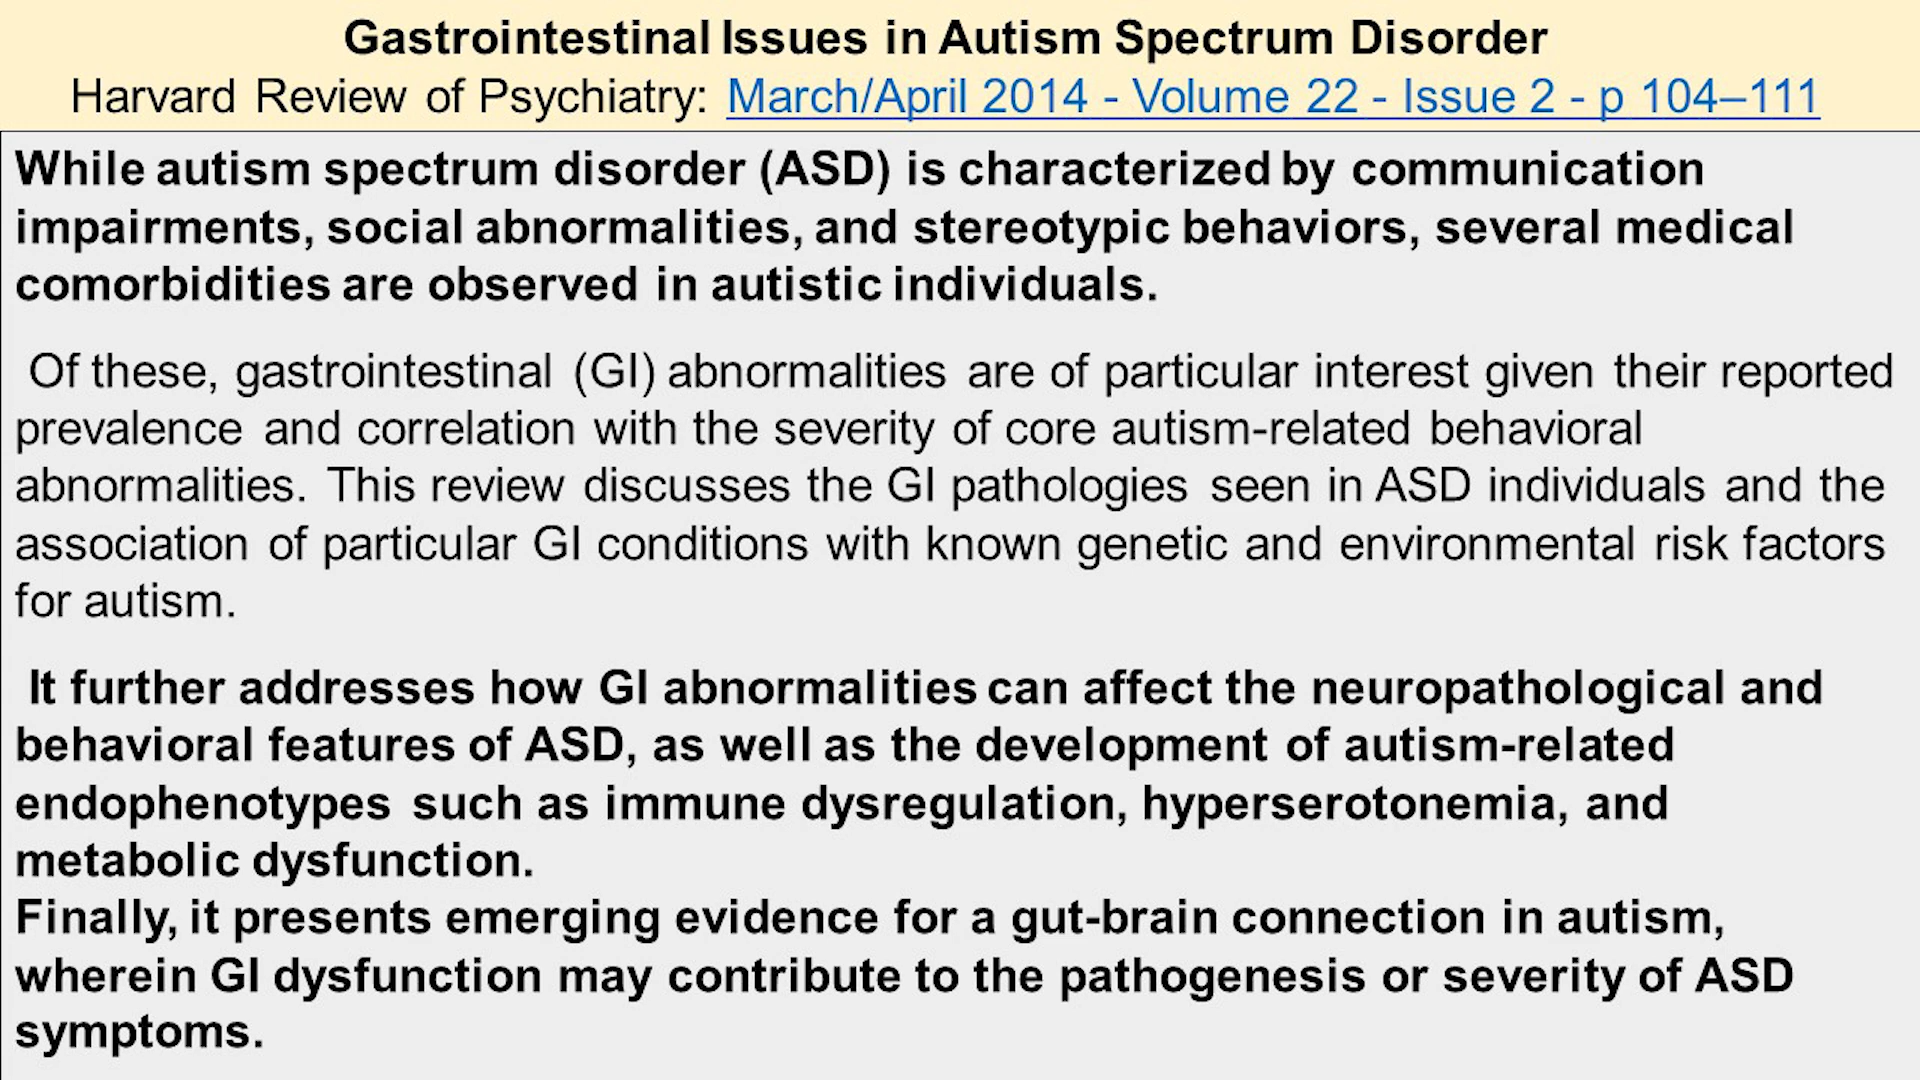 Gastrointestinal Issues in Autism Spectrum Disorder
Harvard Review of Psychiatry: March/April 2014 - Volume 22 - Issue 2 - p 104–111
While autism spectrum disorder (ASD) is characterized by communication
impairments, social abnormalities, and stereotypic behaviors, several medical
comorbidities are observed in autistic individuals.
Of these, gastrointestinal (GI) abnormalities are of particular interest given their reported
prevalence and correlation with the severity of core autism-related behavioral
abnormalities. This review discusses the GI pathologies seen in ASD individuals and the
association of particular GI conditions with known genetic and environmental risk factors
for autism.
It further addresses how GI abnormalities can affect the neuropathological and
behavioral features of ASD, as well as the development of autism-related
endophenotypes such as immune dysregulation, hyperserotonemia, and
metabolic dysfunction.
Finally, it presents emerging evidence for a gut-brain connection in autism,
wherein GI dysfunction may contribute to the pathogenesis or severity of ASD
symptoms.